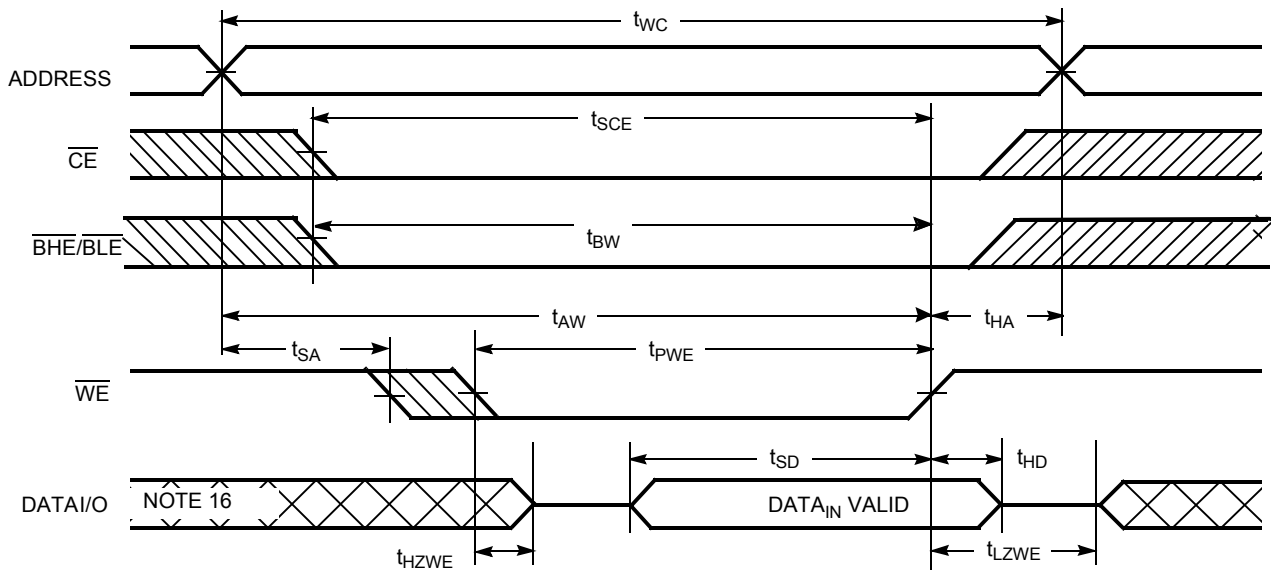 tWC
ADDRESS
tSCE
CE
BHE/BLE
tBW
tAW
tHA
tSA
tPWE
WE
tSD
tHD
DATAI/O
NOTE 16
DATAIN VALID
tHZWE
tLZWE